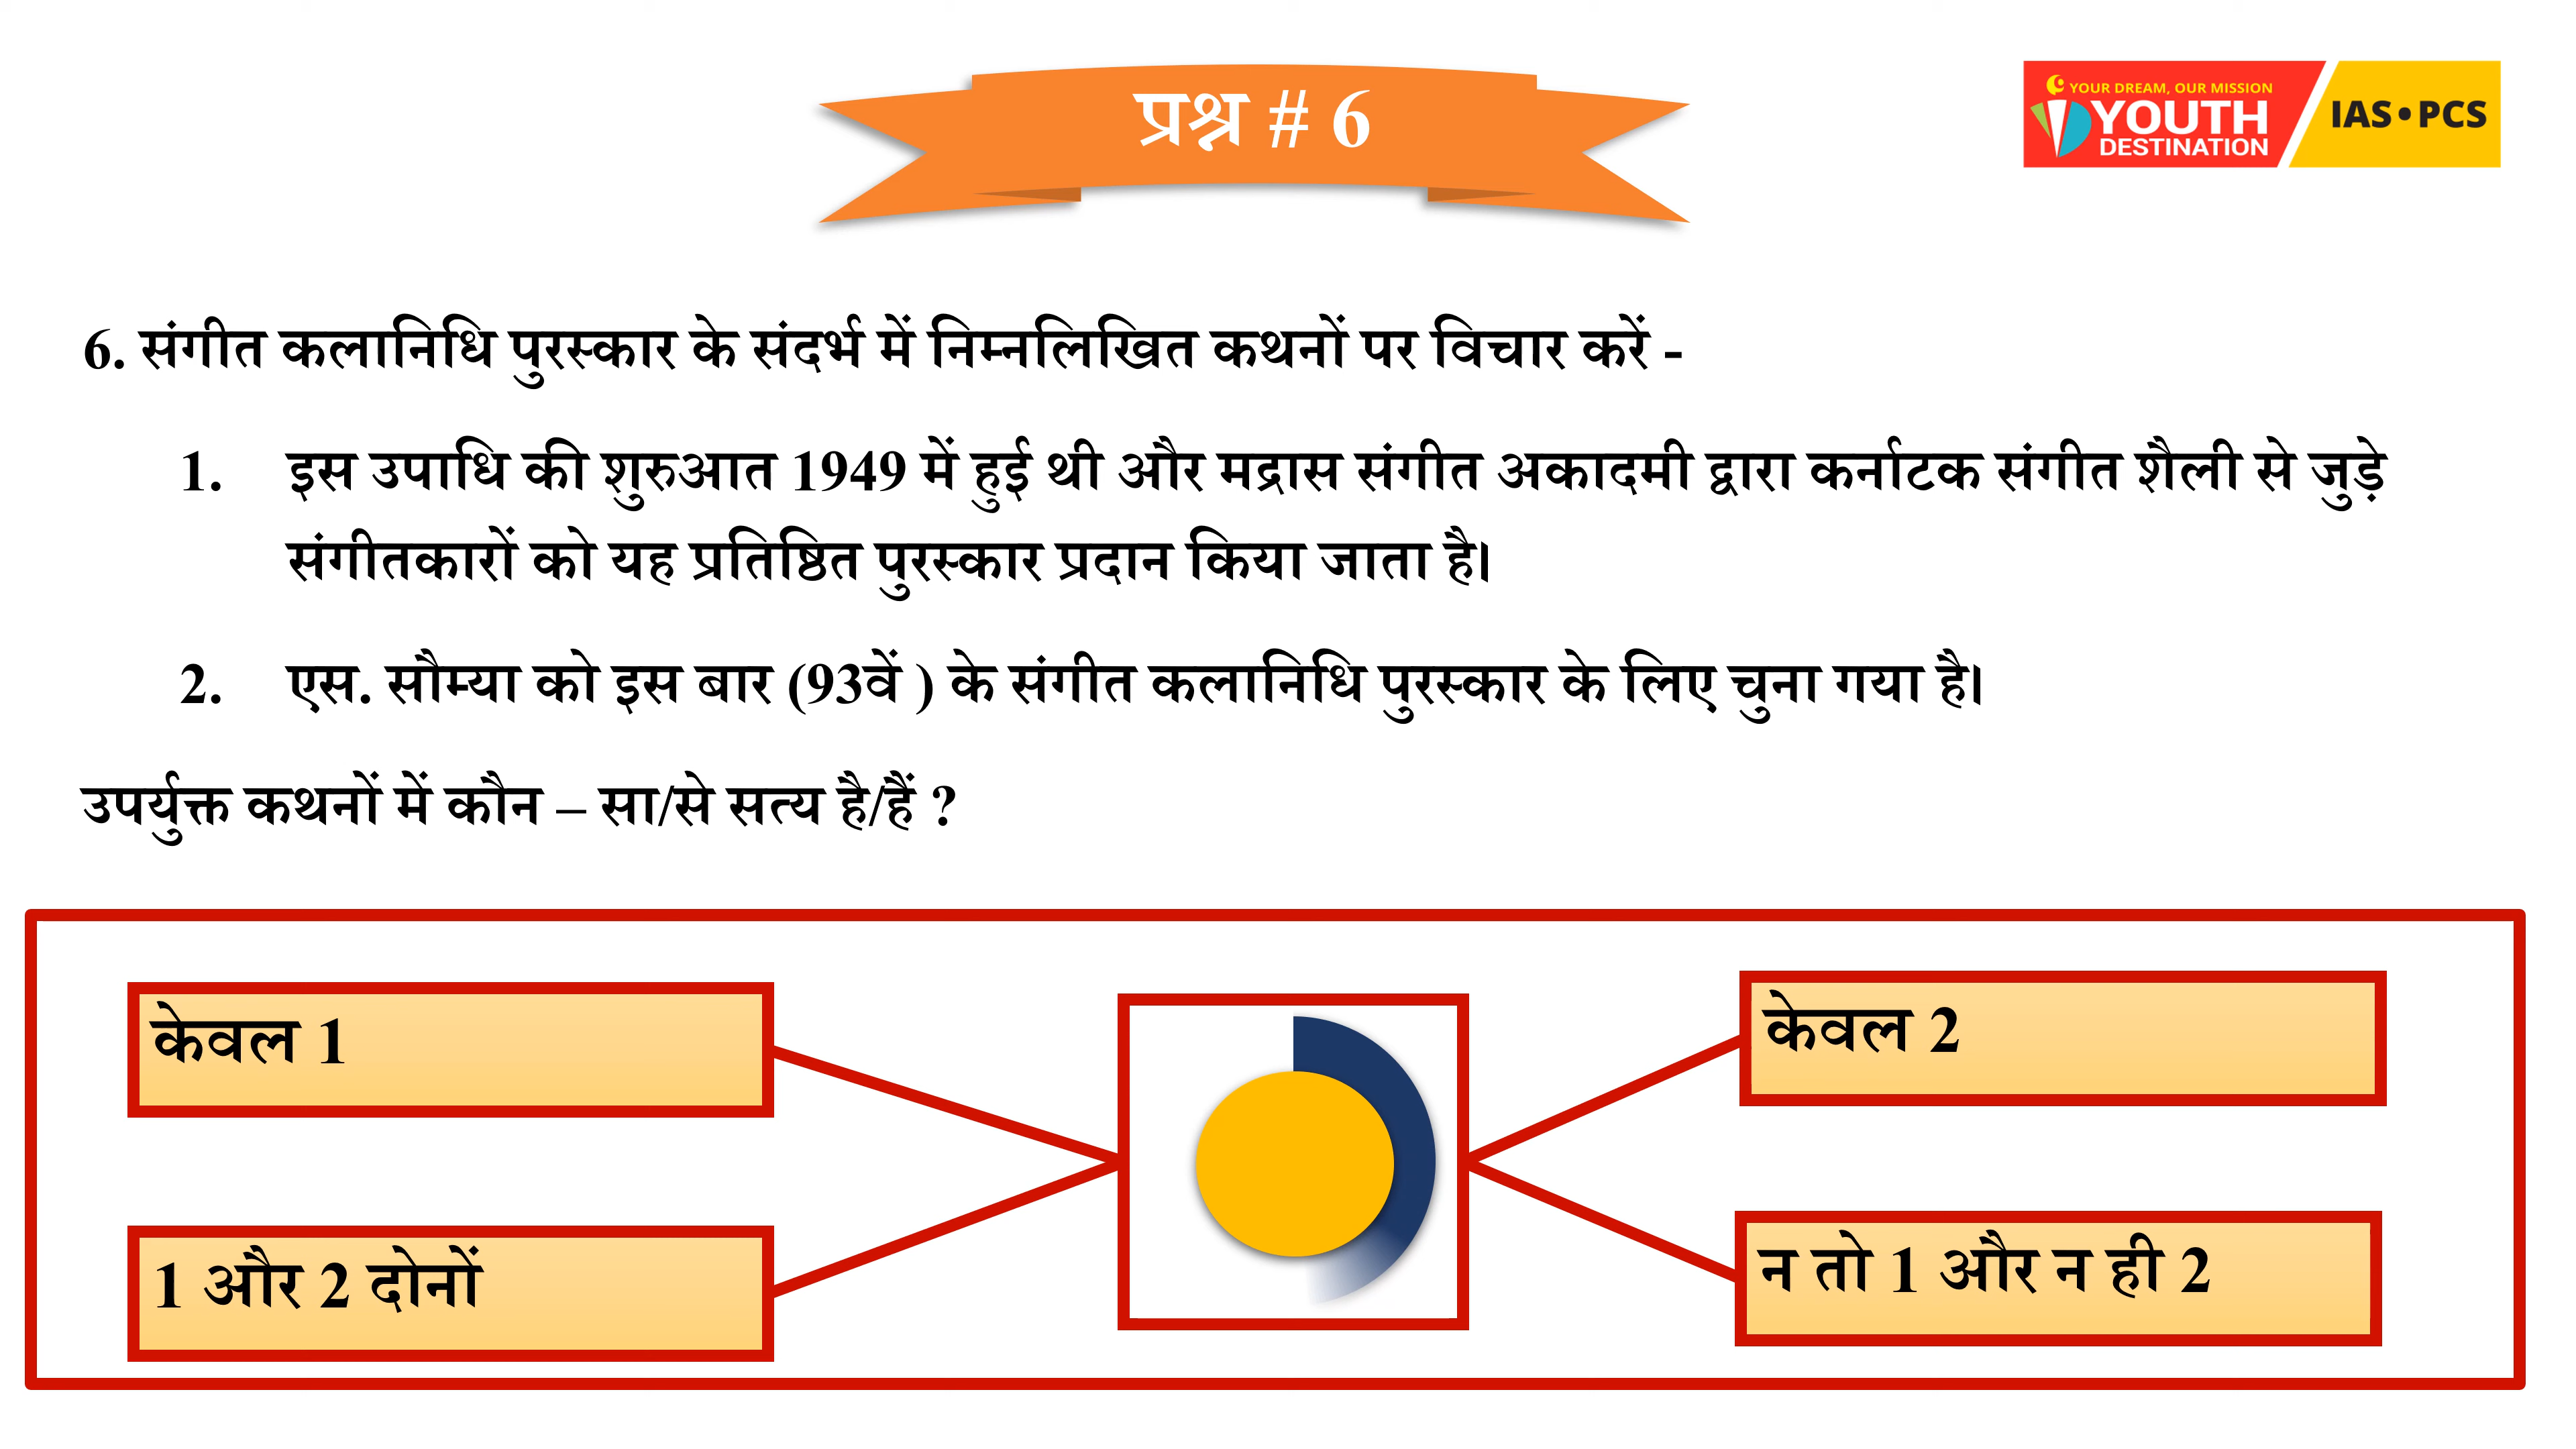 प्रश्न # 6
YOUR DREAM, OUR MISSION
YOUTH
DESTINATION
IAS•PCS
6. संगीत कलानिधि पुरस्कार के संदर्भ में निम्नलिखित कथनों पर विचार करें -
1. इस उपाधि की शुरुआत 1949 में हुई थी और मद्रास संगीत अकादमी द्वारा कर्नाटक संगीत शैली से जुड़े
संगीतकारों को यह प्रतिष्ठित पुरस्कार प्रदान किया जाता है।
2. एस. सौम्या को इस बार (93वें ) के संगीत कलानिधि पुरस्कार के लिए चुना गया है।
उपर्युक्त कथनों में कौन – सा/से सत्य है/हैं ?
केवल 1
केवल 2
1 और 2 दोनों
न तो 1 और न ही 2